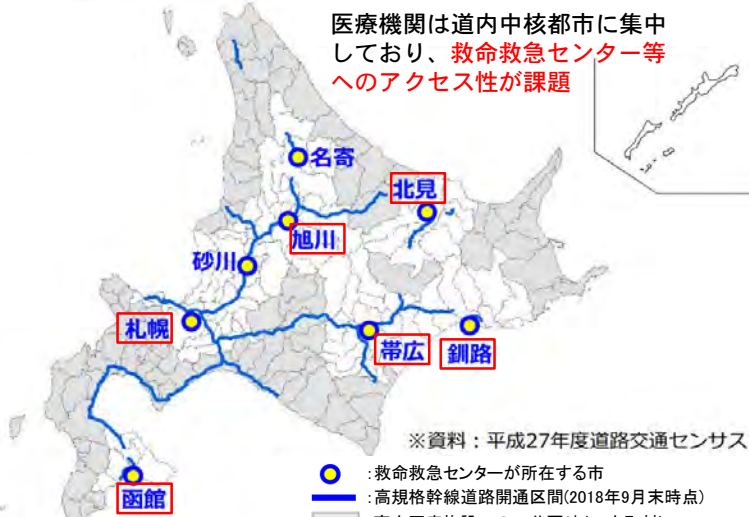 医療機関は道内中核都市に集中
しており、救命救急センター等
へのアクセス性が課題
名寄
北見
旭川
砂川
札幌
帯広
釧路
函館
※資料：平成27年度道路交通センサス
:救命救急センターが所在する市
:高規格幹線道路開通区間(2018年9月末時点)